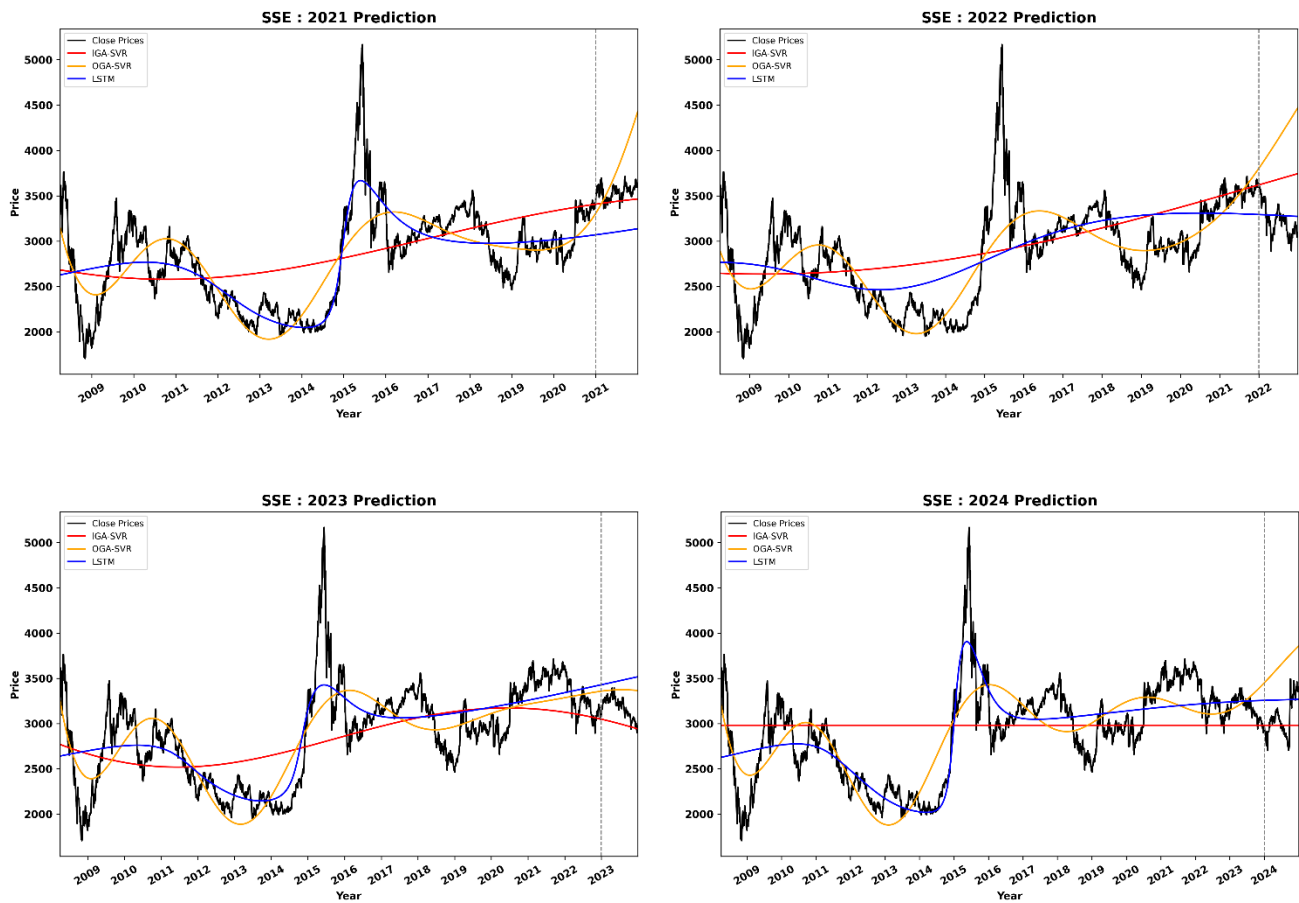 SSE : 2021 Prediction
Close Prices
IGA-SVR
OGA-SVR
LSTM
5000
4500
4000
3500
3000
2500
2000
Price
2009 2010 2011 2012 2013 2014 2015 2016 2017 2018 2019 2020 2021
Year
SSE : 2022 Prediction
Close Prices
IGA-SVR
OGA-SVR
LSTM
5000
4500
4000
3500
3000
2500
2000
Price
2009 2010 2011 2012 2013 2014 2015 2016 2017 2018 2019 2020 2021 2022
Year
SSE : 2023 Prediction
Close Prices
IGA-SVR
OGA-SVR
LSTM
5000
4500
4000
3500
3000
2500
2000
Price
2009 2010 2011 2012 2013 2014 2015 2016 2017 2018 2019 2020 2021 2022 2023
Year
SSE : 2024 Prediction
Close Prices
IGA-SVR
OGA-SVR
LSTM
5000
4500
4000
3500
3000
2500
2000
Price
2009 2010 2011 2012 2013 2014 2015 2016 2017 2018 2019 2020 2021 2022 2023 2024
Year